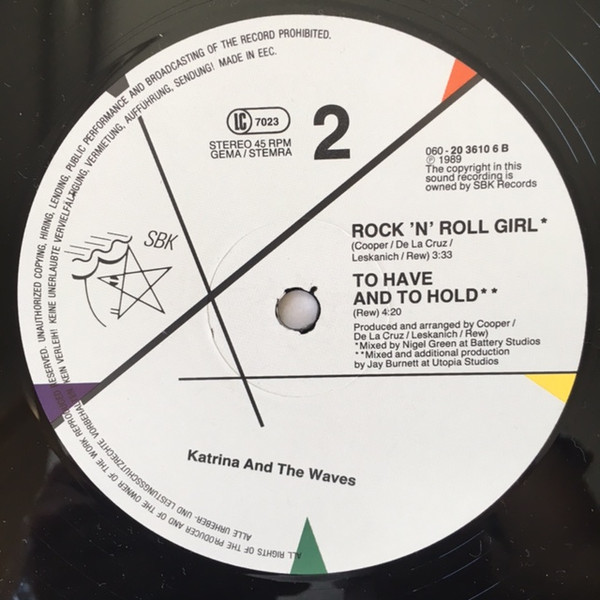 ALL RIGHTS OF THE PRODUCER AND OF THE OWNER OF THE WORK REPRODUCED RESERVED. UNAUTHORIZED COPYING, HIRING, LENDING, PUBLIC PERFORMANCE AND BROADCASTING OF THE RECORD PROHIBITED.
ALLE URHEBER- UND LEISTUNGSSCHUTZRECHTE VORBEHALTEN. KEIN VERLEIH! KEINE UNERLAUBTE VERVIELFÄLTIGUNG, VERMIETUNG, AUFFÜHRUNG, SENDUNG! MADE IN EEC.
LC 7023
STEREO 45 RPM
GEMA / STEMRA
2
060 - 20 3610 6 B
℗ 1989
The copyright in this
sound recording is
owned by SBK Records
SBK
ROCK 'N' ROLL GIRL*
(Cooper / De La Cruz /
Leskanich / Rew) 3:33
TO HAVE
AND TO HOLD**
(Rew) 4:20
Produced and arranged by Cooper /
De La Cruz / Leskanich / Rew)
*Mixed by Nigel Green at Battery Studios
**Mixed and additional production
by Jay Burnett at Utopia Studios
Katrina And The Waves